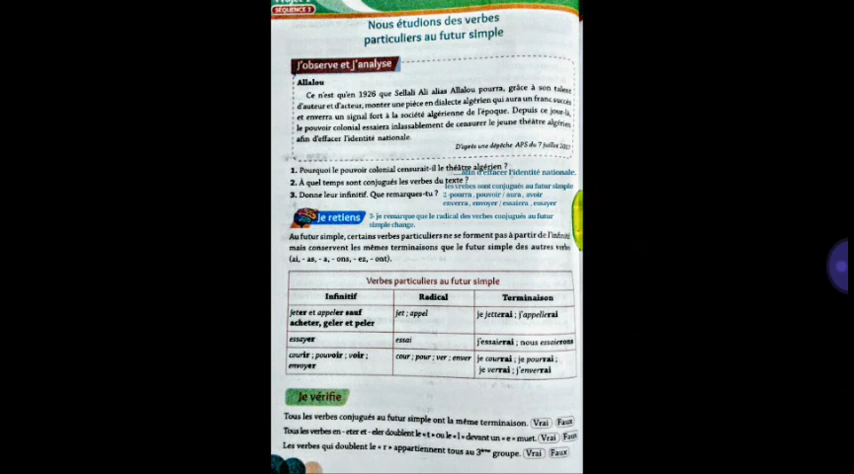 Projet 2
SÉQUENCE 3
Nous étudions des verbes
particuliers au futur simple
J'observe et j'analyse
Allalou
Ce n'est qu'en 1926 que Sellali Ali alias Allalou pourra, grâce à son talent
d'auteur et d'acteur, monter une pièce en dialecte algérien qui aura un franc succès
et enverra un signal fort à la société algérienne de l'époque. Depuis ce jour-là,
le pouvoir colonial essaiera inlassablement de censurer le jeune théâtre algérien
afin d'effacer l'identité nationale.
D'après une dépêche APS du 7 juillet
1. Pourquoi le pouvoir colonial censurait-il le théâtre algérien ?
....afin d'effacer l'identité nationale.
2. À quel temps sont conjugués les verbes du texte ?
les verbes sont conjugués au futur simple
3. Donne leur infinitif. Que remarques-tu ?
2-pourra, pouvoir / aura, avoir
enverra, envoyer / essaiera, essayer
Je retiens
3- je remarque que le radical des verbes conjugués au futur
simple change.
Au futur simple, certains verbes particuliers ne se forment pas à partir de l'infinitif
mais conservent les mêmes terminaisons que le futur simple des autres verbes
(ai, - as, - a, - ons, - ez, - ont).
Verbes particuliers au futur simple
Infinitif Radical Terminaison
jeter et appeler sauf jet ; appel je jetterai ; j'appellerai
acheter, geler et peler
essayer essai j'essaierai ; nous essaierons
courir ; pouvoir ; voir ; cour ; pour ; ver ; enver je courrai ; je pourrai ;
envoyer je verrai ; j'enverrai
Je vérifie
Tous les verbes conjugués au futur simple ont la même terminaison. Vrai Faux
Tous les verbes en - eter et - eler doublent le « t » ou le « l » devant un « e » muet. Vrai Faux
Les verbes qui doublent le « r » appartiennent tous au 3ème groupe. Vrai Faux